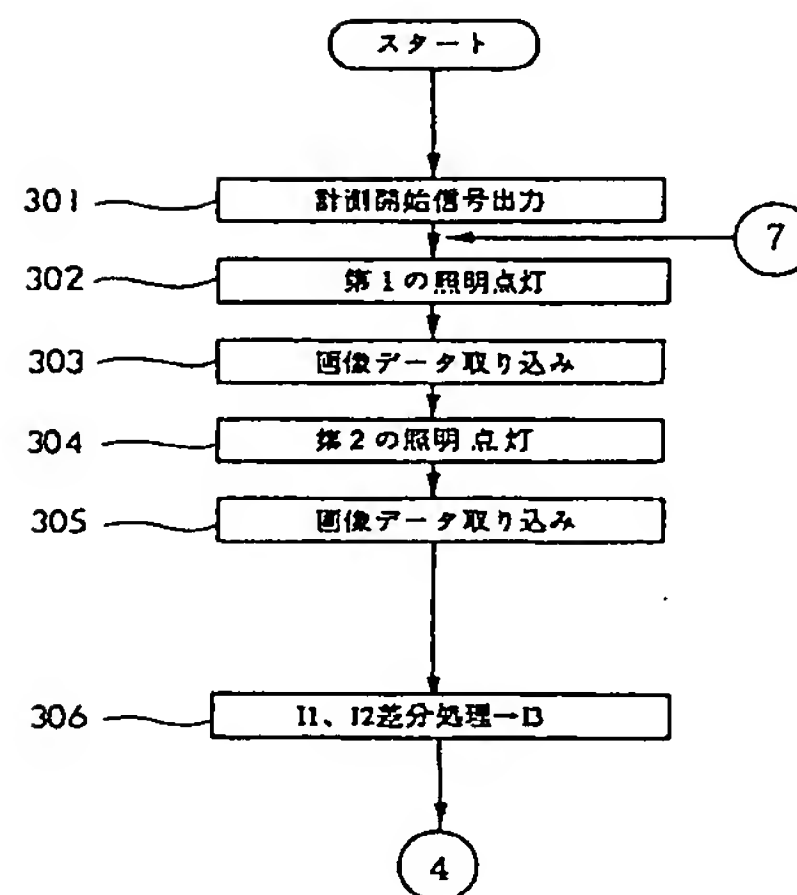 スタート
301 計測開始信号出力
7
302 第1の照明点灯
303 画像データ取り込み
304 第2の照明点灯
305 画像データ取り込み
306 I1、I2差分処理→I3
4